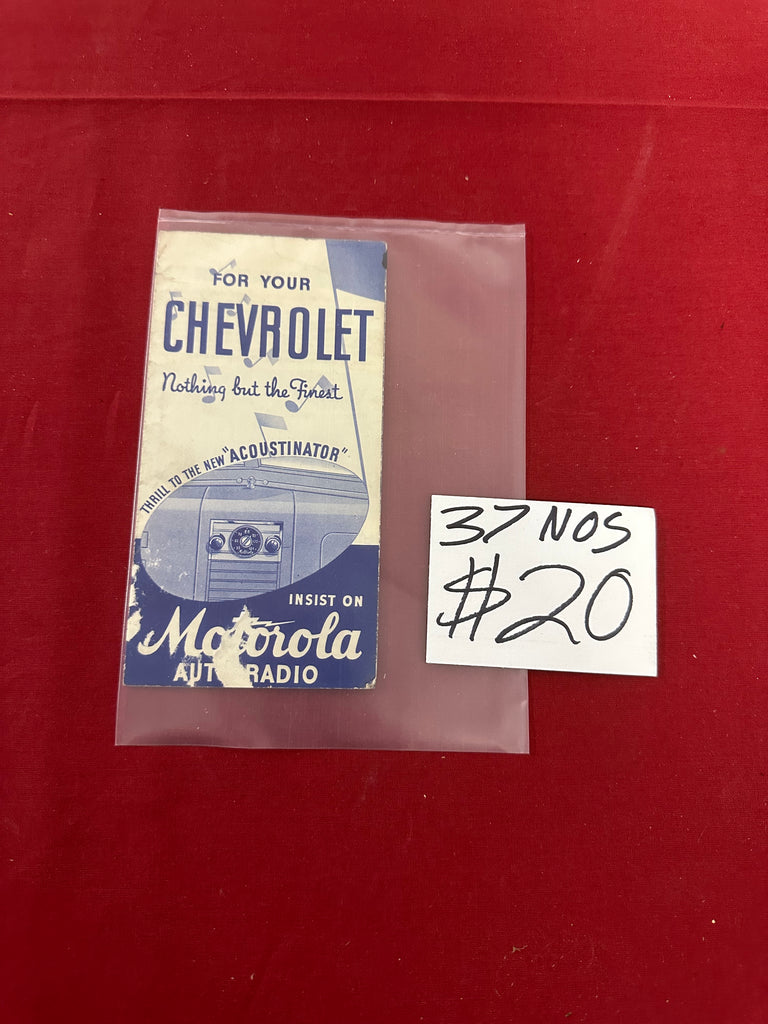 FOR YOUR
CHEVROLET
Nothing but the Finest
THRILL TO THE NEW "ACOUSTINATOR"
INSIST ON
Motorola
AUTO RADIO
37 NOS
$20